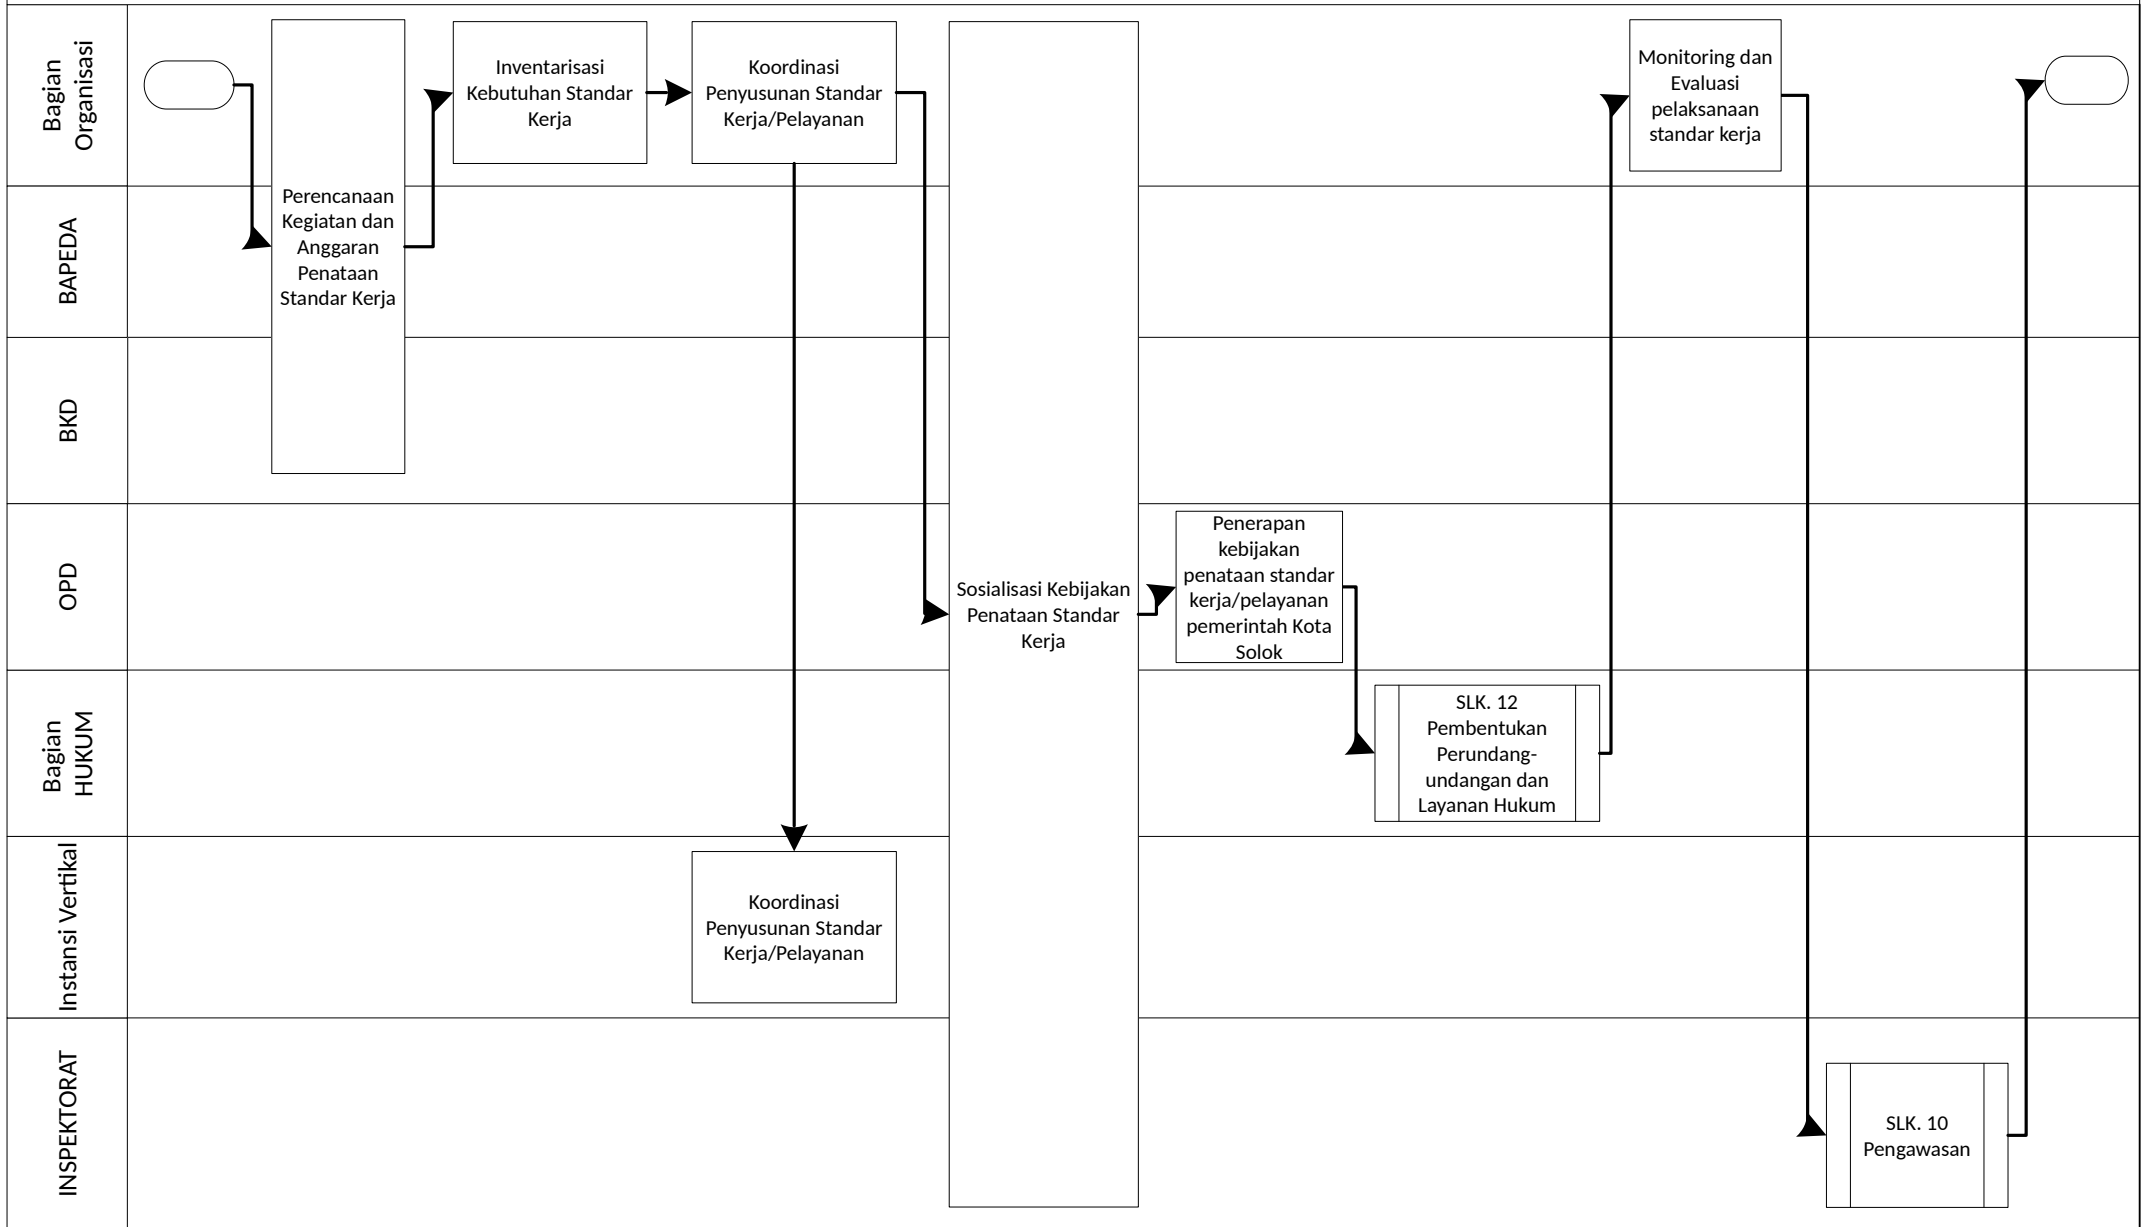 Bagian
Organisasi
BAPEDA
BKD
OPD
Bagian
HUKUM
Instansi Vertikal
INSPEKTORAT
Perencanaan
Kegiatan dan
Anggaran
Penataan
Standar Kerja
Inventarisasi
Kebutuhan Standar
Kerja
Koordinasi
Penyusunan Standar
Kerja/Pelayanan
Koordinasi
Penyusunan Standar
Kerja/Pelayanan
Sosialisasi Kebijakan
Penataan Standar
Kerja
Penerapan
kebijakan
penataan standar
kerja/pelayanan
pemerintah Kota
Solok
SLK. 12
Pembentukan
Perundang-
undangan dan
Layanan Hukum
Monitoring dan
Evaluasi
pelaksanaan
standar kerja
SLK. 10
Pengawasan